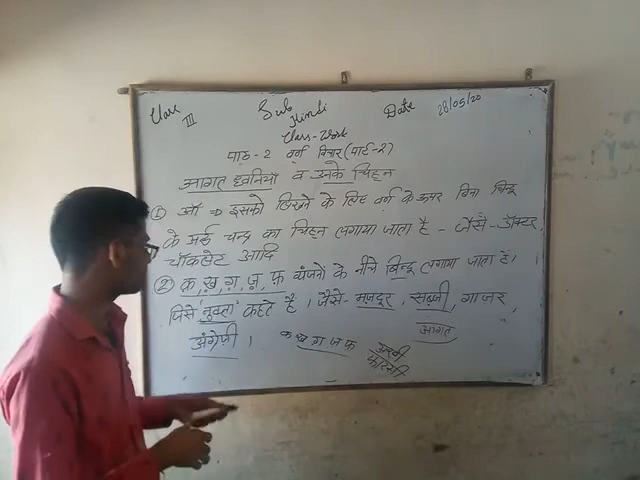 Class III Sub Hindi Date 28/05/20
Class-Work
पाठ-2 वर्ण विचार (पार्ट-2)
आगत ध्वनियाँ व उनके चिह्न
① ऑ ⇒ इसको लिखने के लिए वर्ण के ऊपर बिना बिन्दु
के अर्द्ध चन्द्र का चिह्न लगाया जाता है - जैसे - डॉक्टर,
चॉकलेट आदि
② क़, ख़, ग़, ज़, फ़ व्यंजनों के नीचे बिन्दु लगाया जाता है।
जिसे 'नुक्ता' कहते है। जैसे- मज़दूर, सब्ज़ी, गाजर,
अंग्रेज़ी। क ख ग ज फ अरबी फारसी आगत